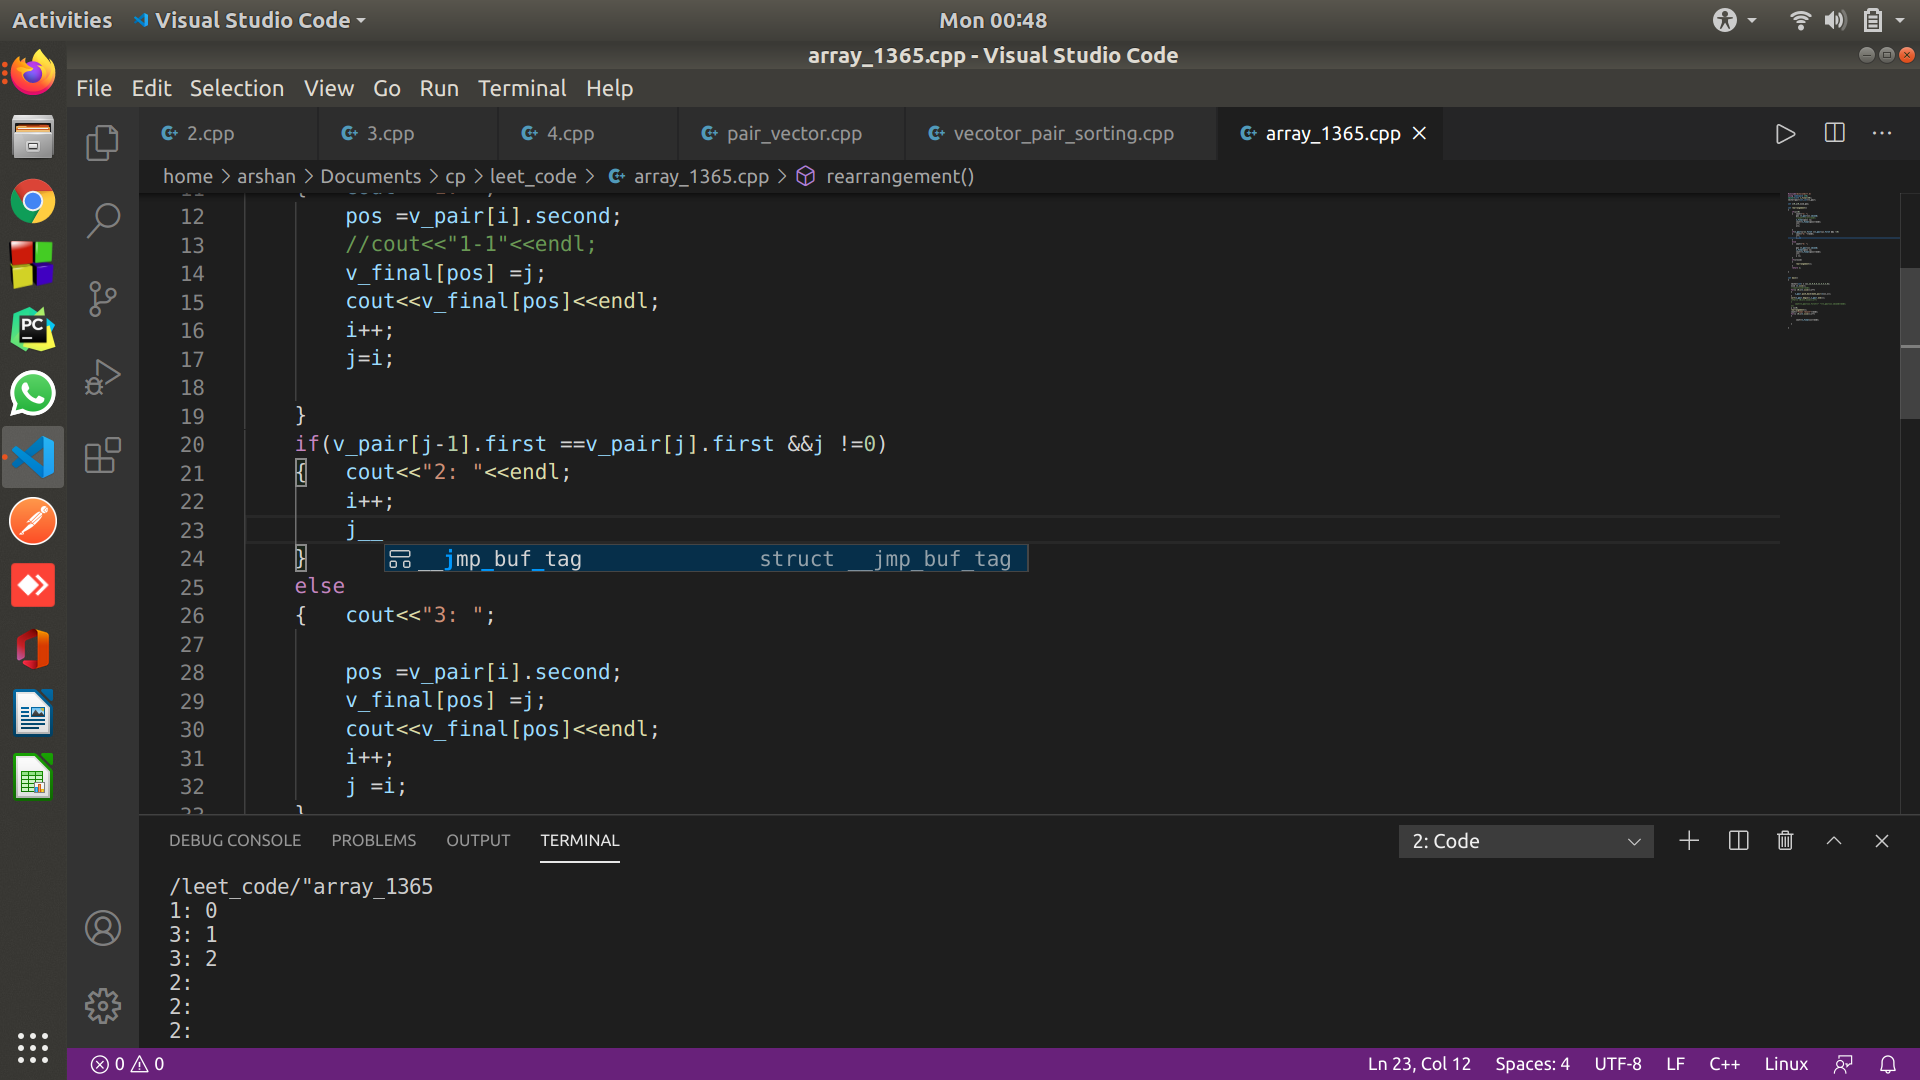 Activities Visual Studio Code Mon 00:48
array_1365.cpp - Visual Studio Code
File Edit Selection View Go Run Terminal Help
2.cpp 3.cpp 4.cpp pair_vector.cpp vecotor_pair_sorting.cpp array_1365.cpp
home > arshan > Documents > cp > leet_code > array_1365.cpp > rearrangement()
12 pos =v_pair[i].second;
13 //cout<<"1-1"<<endl;
14 v_final[pos] =j;
15 cout<<v_final[pos]<<endl;
16 i++;
17 j=i;
18
19 }
20 if(v_pair[j-1].first ==v_pair[j].first &&j !=0)
21 { cout<<"2: "<<endl;
22 i++;
23 j__
24 } __jmp_buf_tag struct __jmp_buf_tag
25 else
26 { cout<<"3: ";
27
28 pos =v_pair[i].second;
29 v_final[pos] =j;
30 cout<<v_final[pos]<<endl;
31 i++;
32 j =i;
DEBUG CONSOLE PROBLEMS OUTPUT TERMINAL 2: Code
/leet_code/"array_1365
1: 0
3: 1
3: 2
2:
2:
2:
0 0 Ln 23, Col 12 Spaces: 4 UTF-8 LF C++ Linux